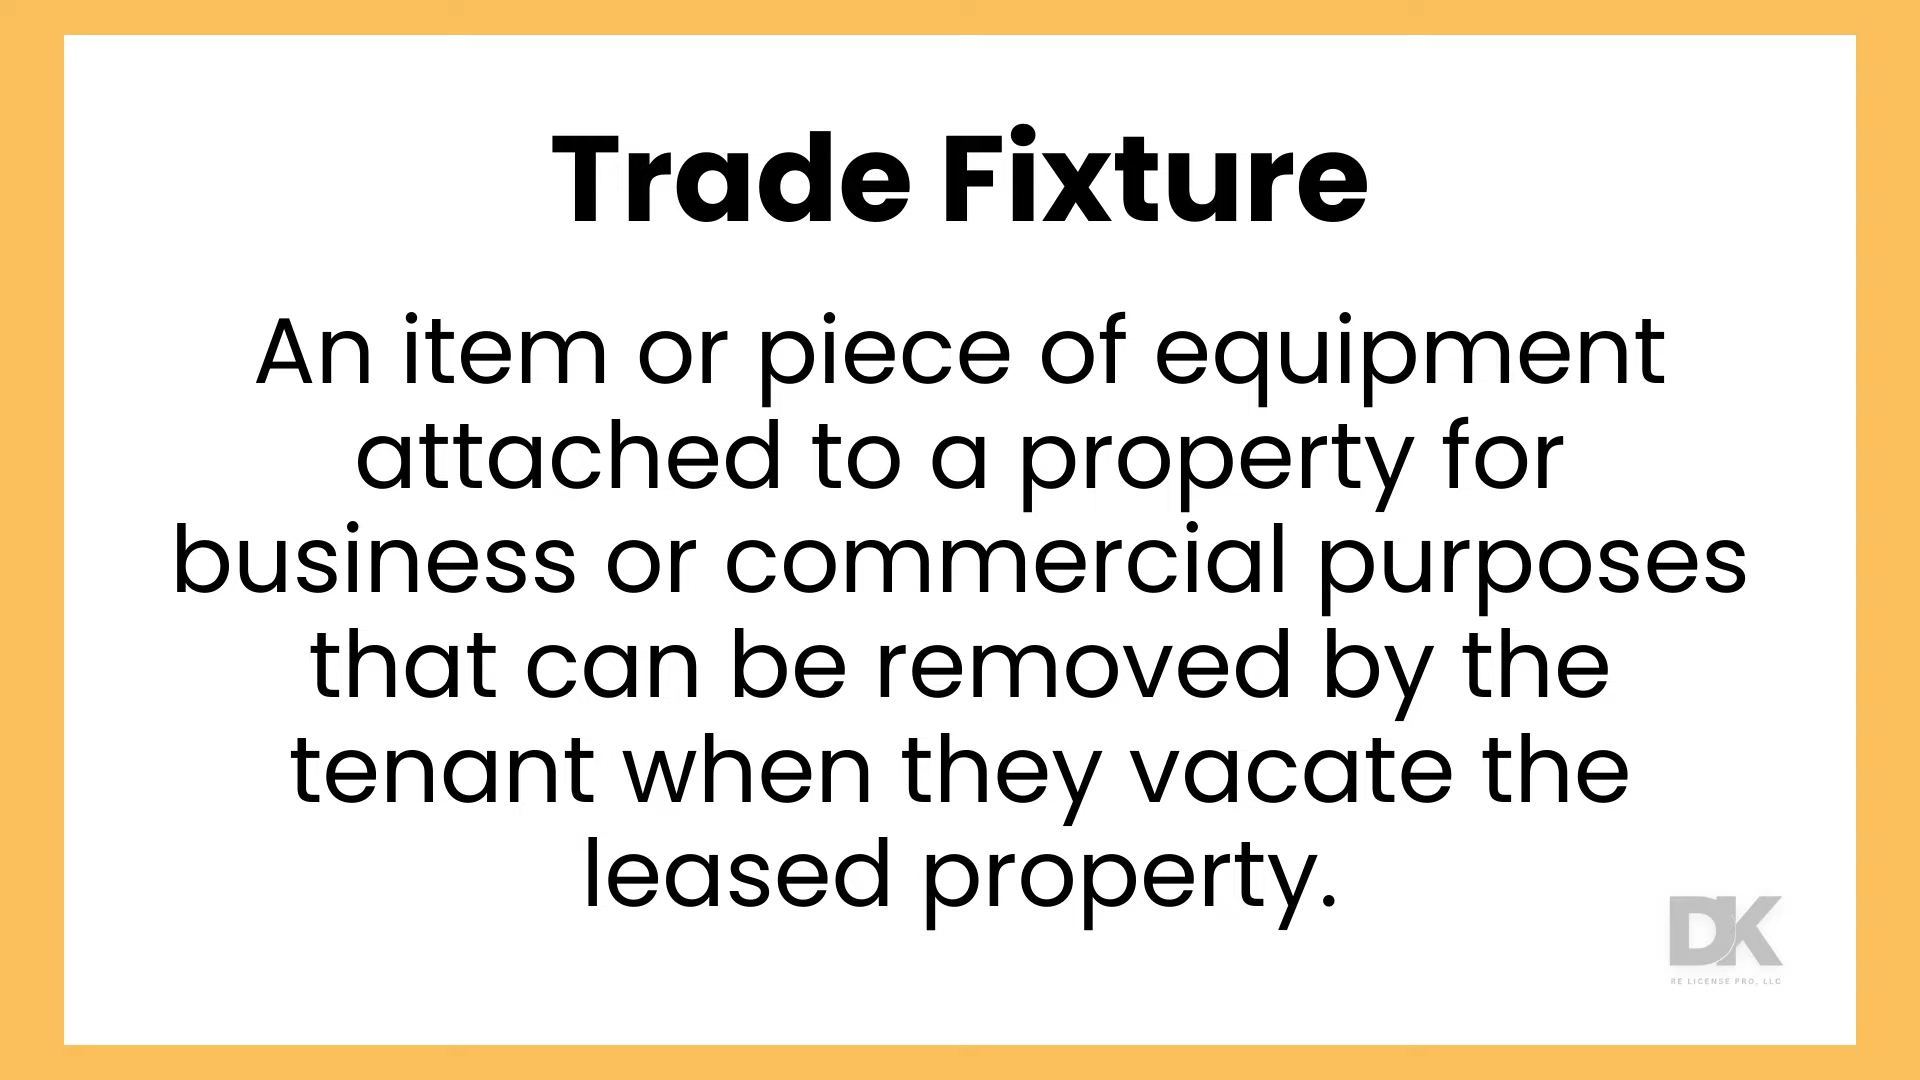 Trade Fixture
An item or piece of equipment
attached to a property for
business or commercial purposes
that can be removed by the
tenant when they vacate the
leased property.
DK
RE LICENSE PRO, LLC